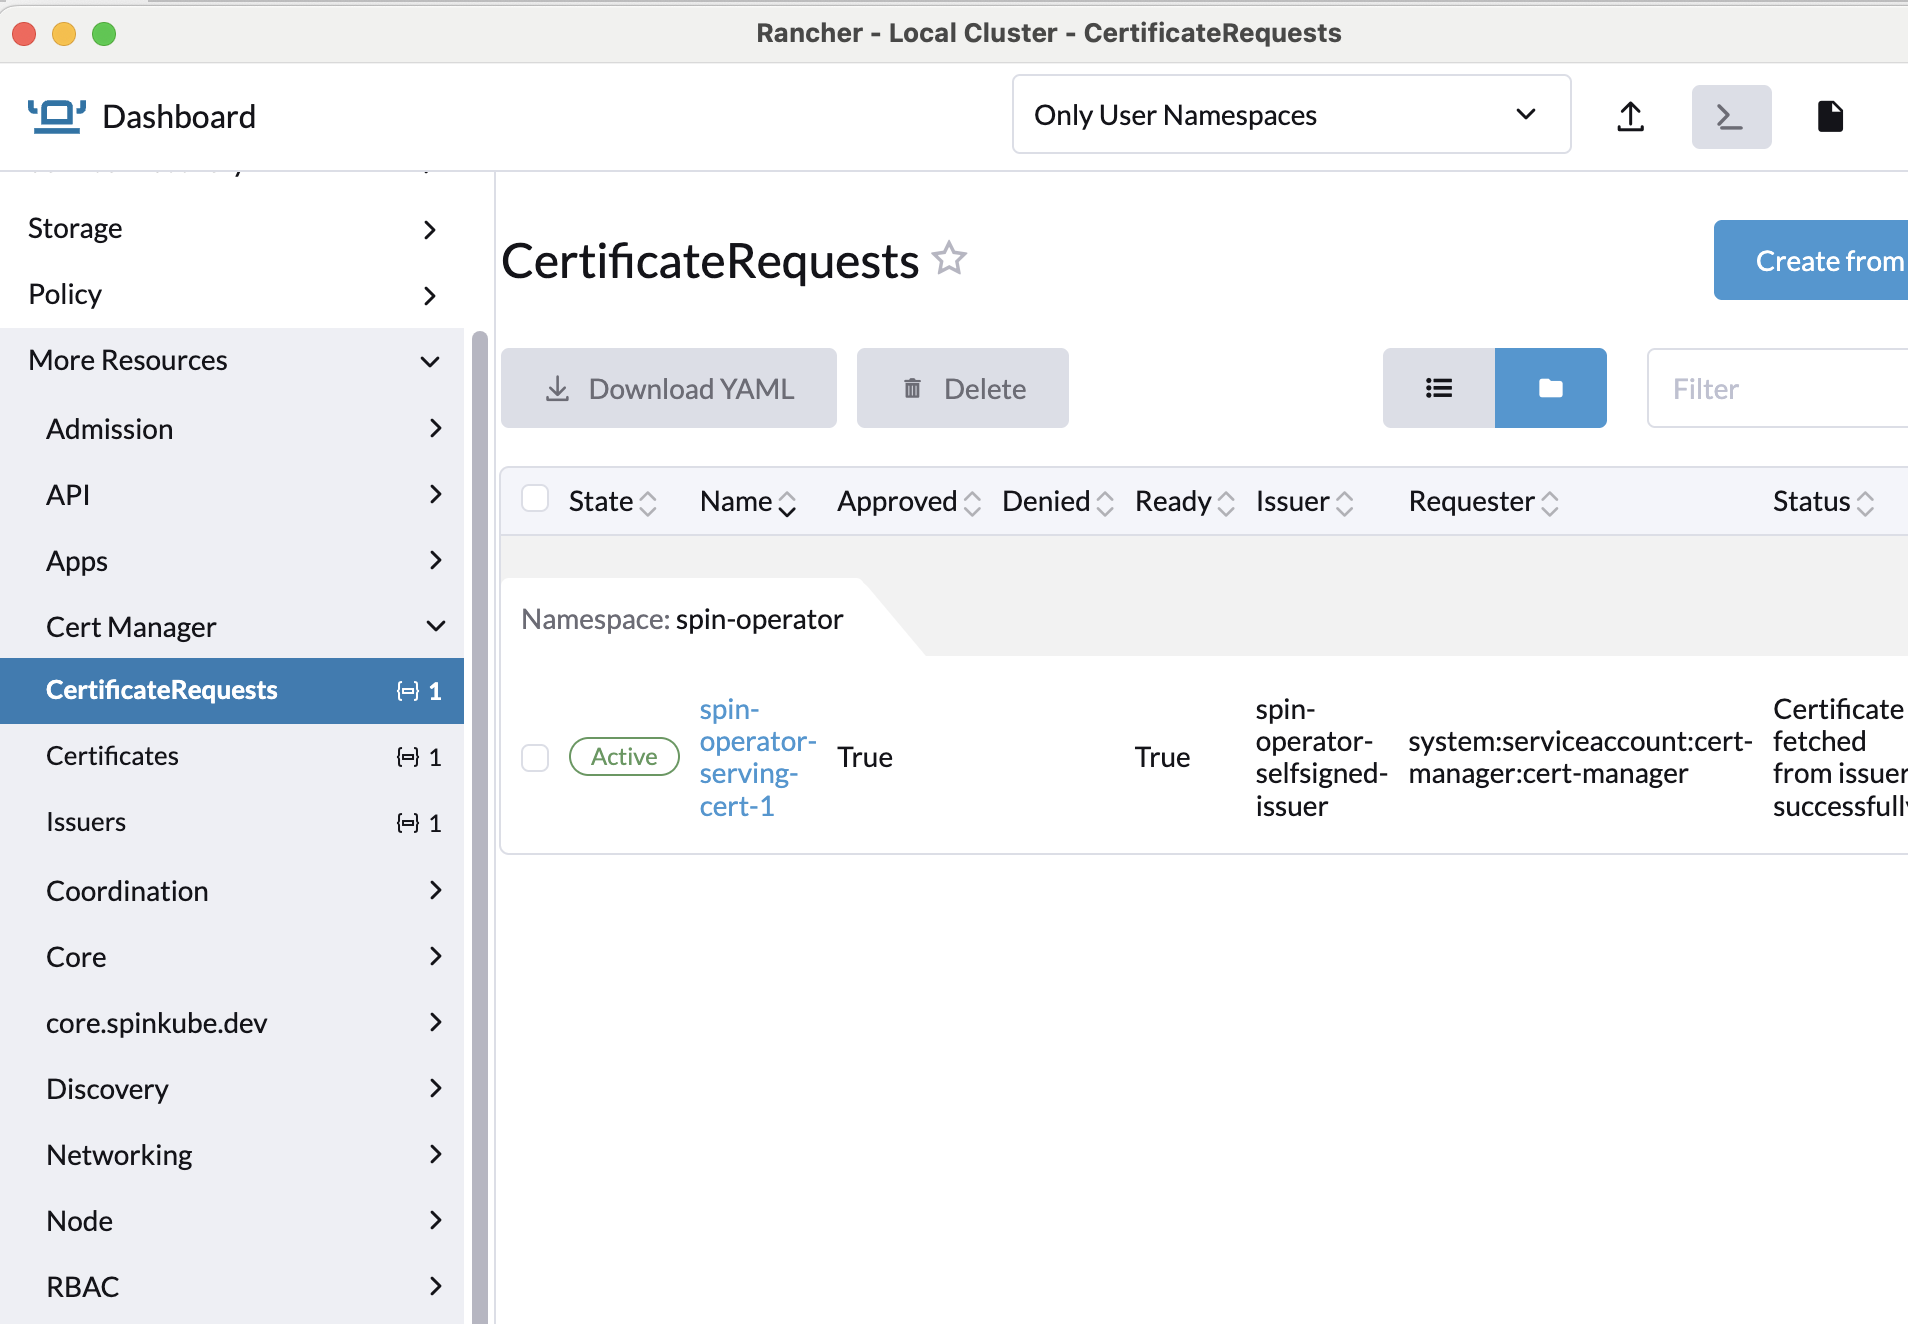 Rancher - Local Cluster - CertificateRequests
Dashboard
Only User Namespaces
Storage
Policy
More Resources
Admission
API
Apps
Cert Manager
CertificateRequests 1
Certificates 1
Issuers 1
Coordination
Core
core.spinkube.dev
Discovery
Networking
Node
RBAC
CertificateRequests
Create from
Download YAML
Delete
Filter
State Name Approved Denied Ready Issuer Requester Status
Namespace: spin-operator
Active
spin-
operator-
serving-
cert-1
True
True
spin-
operator-
selfsigned-
issuer
system:serviceaccount:cert-
manager:cert-manager
Certificate
fetched
from issuer
successfully